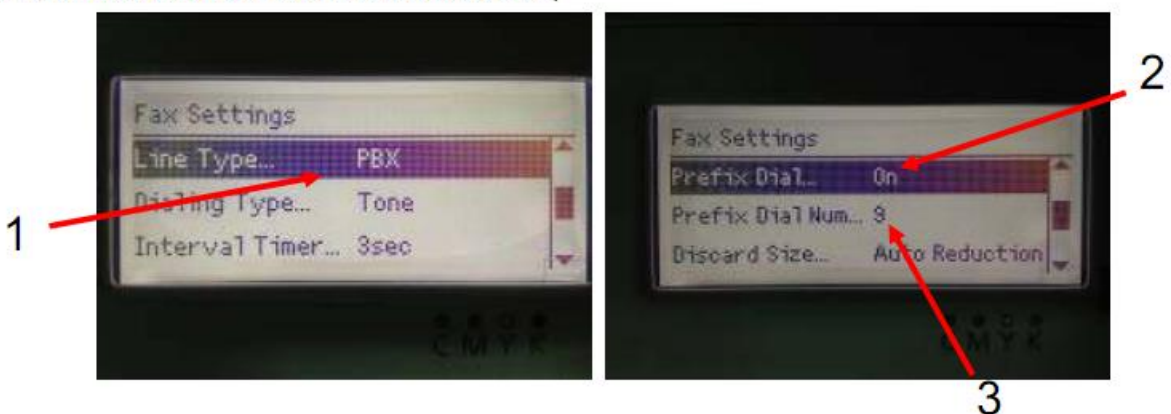 Fax Settings
Line Type... PBX
Dialing Type... Tone
Interval Timer... 3sec
C M Y K
1
Fax Settings
Prefix Dial... On
Prefix Dial Num... 9
Discard Size... Auto Reduction
C M Y K
2
3